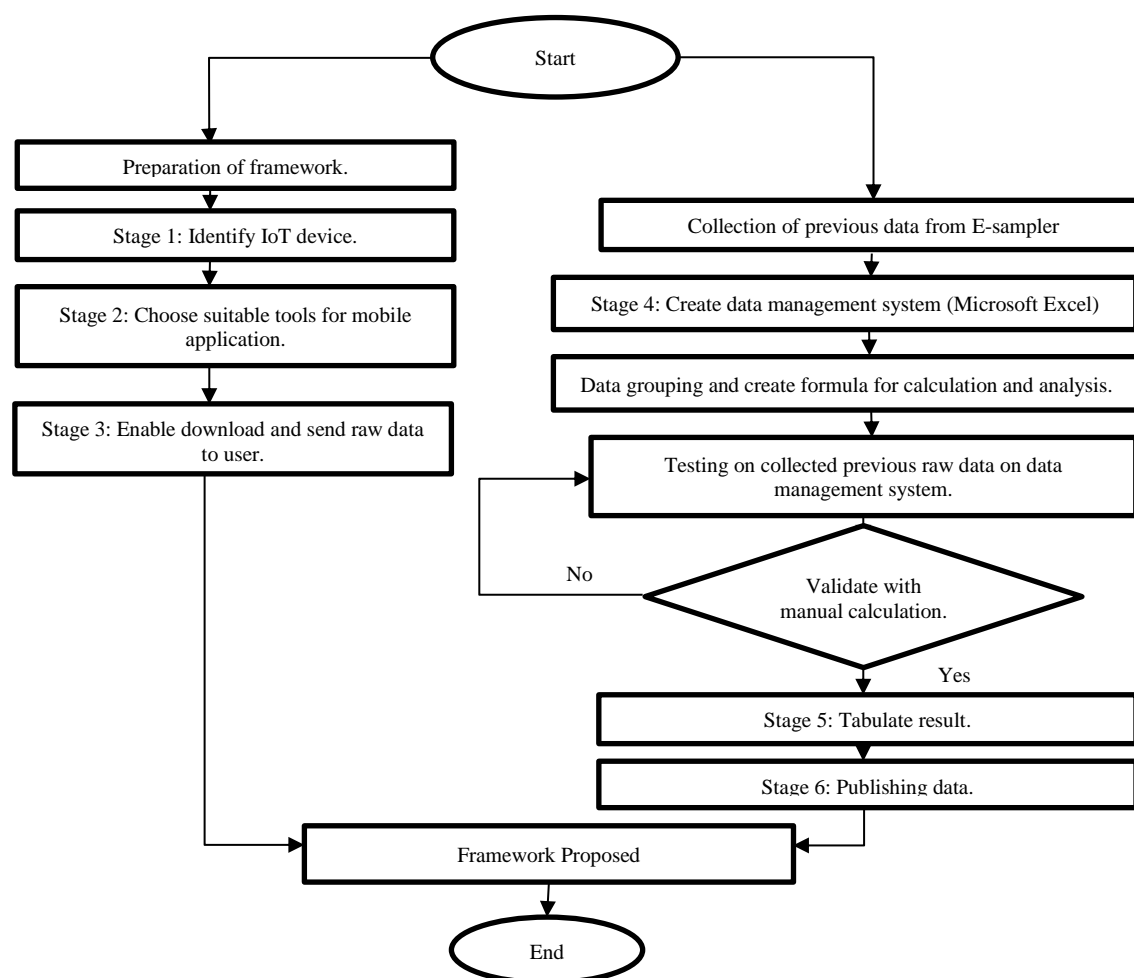 Start
Preparation of framework.
Stage 1: Identify IoT device.
Stage 2: Choose suitable tools for mobile
application.
Stage 3: Enable download and send raw data
to user.
Collection of previous data from E-sampler
Stage 4: Create data management system (Microsoft Excel)
Data grouping and create formula for calculation and analysis.
Testing on collected previous raw data on data
management system.
No
Validate with
manual calculation.
Yes
Stage 5: Tabulate result.
Stage 6: Publishing data.
Framework Proposed
End